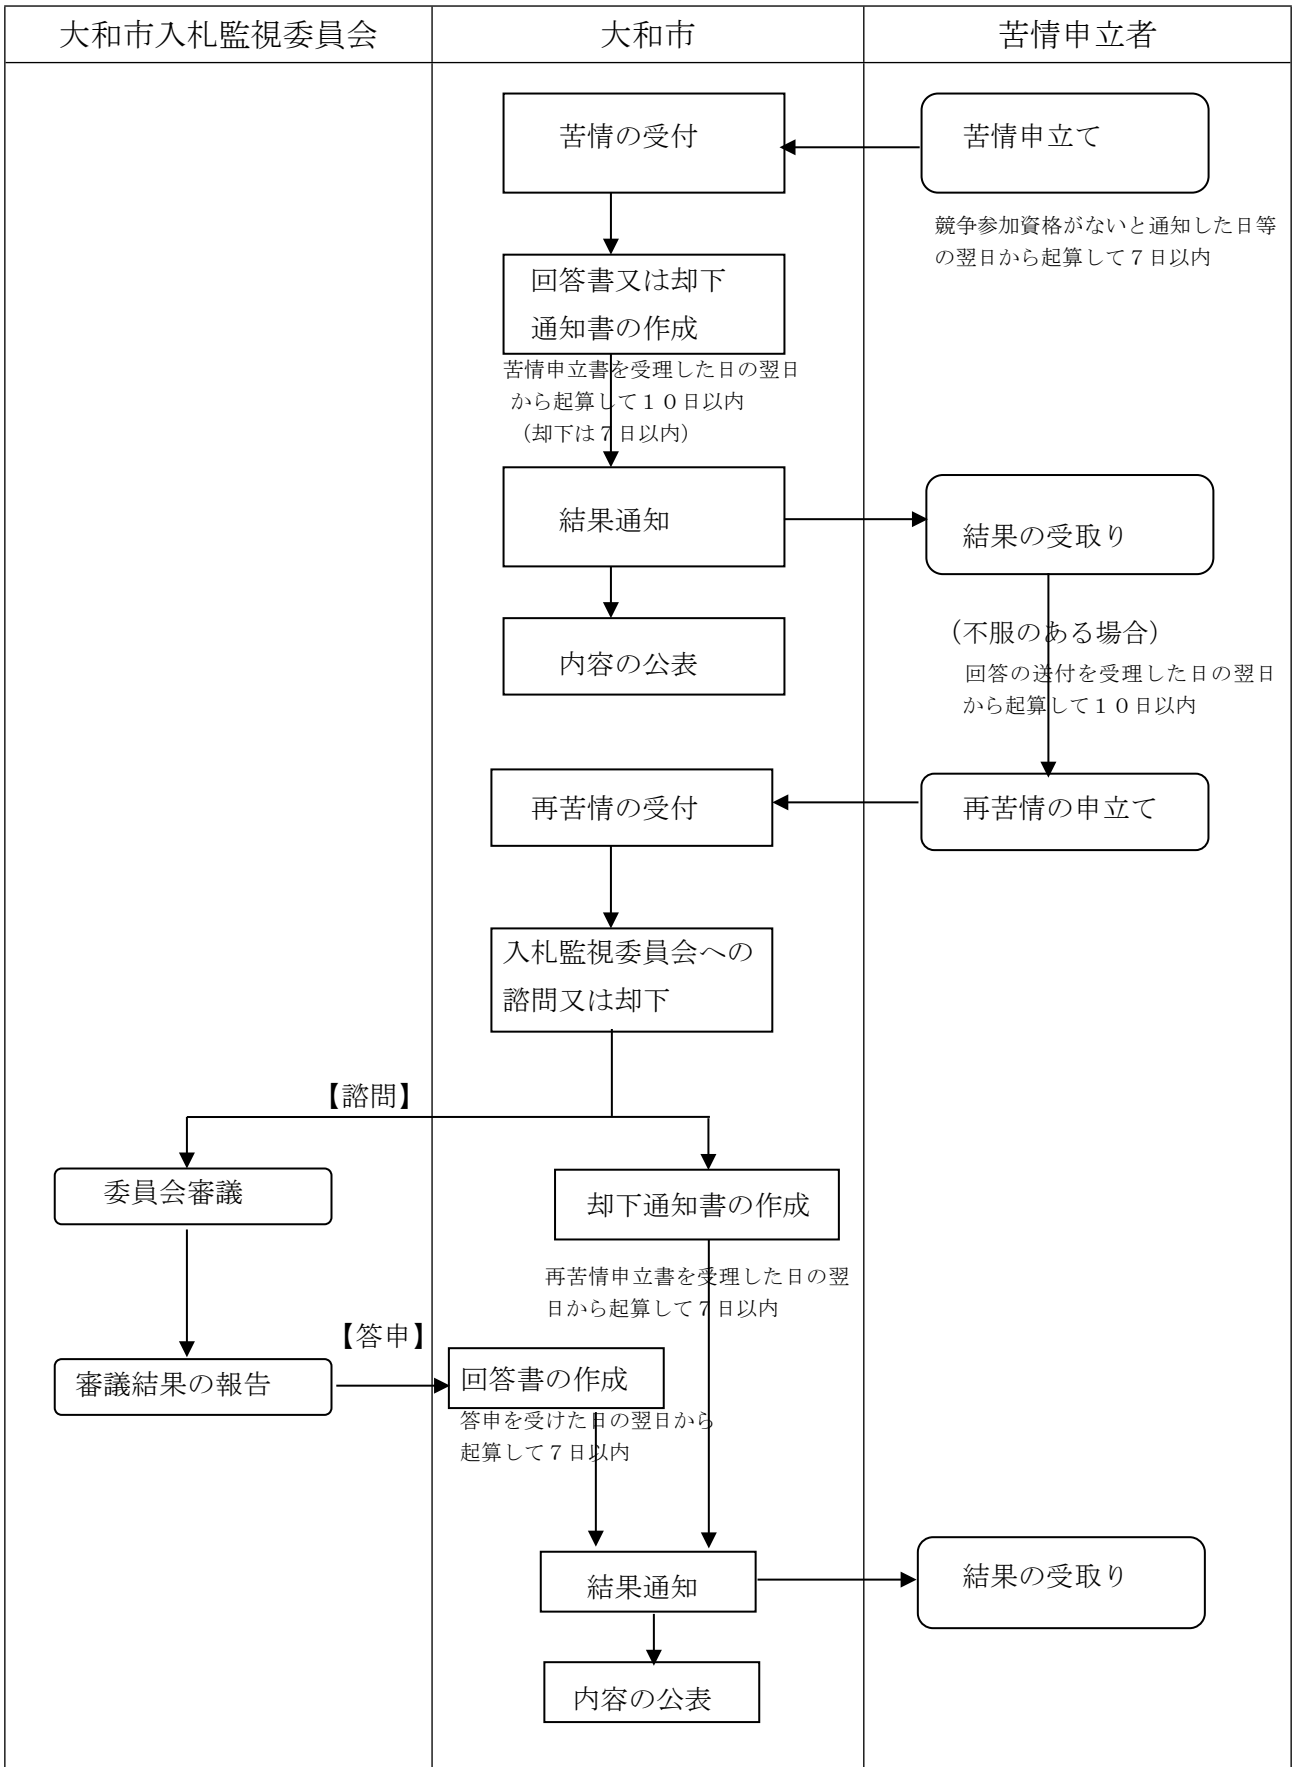 大和市入札監視委員会
大和市
苦情申立者
苦情の受付
苦情申立て
競争参加資格がないと通知した日等
の翌日から起算して７日以内
回答書又は却下
通知書の作成
苦情申立書を受理した日の翌日
から起算して１０日以内
（却下は７日以内）
結果通知
結果の受取り
（不服のある場合）
回答の送付を受理した日の翌日
から起算して１０日以内
内容の公表
再苦情の受付
再苦情の申立て
入札監視委員会への
諮問又は却下
【諮問】
委員会審議
却下通知書の作成
再苦情申立書を受理した日の翌
日から起算して７日以内
【答申】
審議結果の報告
回答書の作成
答申を受けた日の翌日から
起算して７日以内
結果通知
結果の受取り
内容の公表